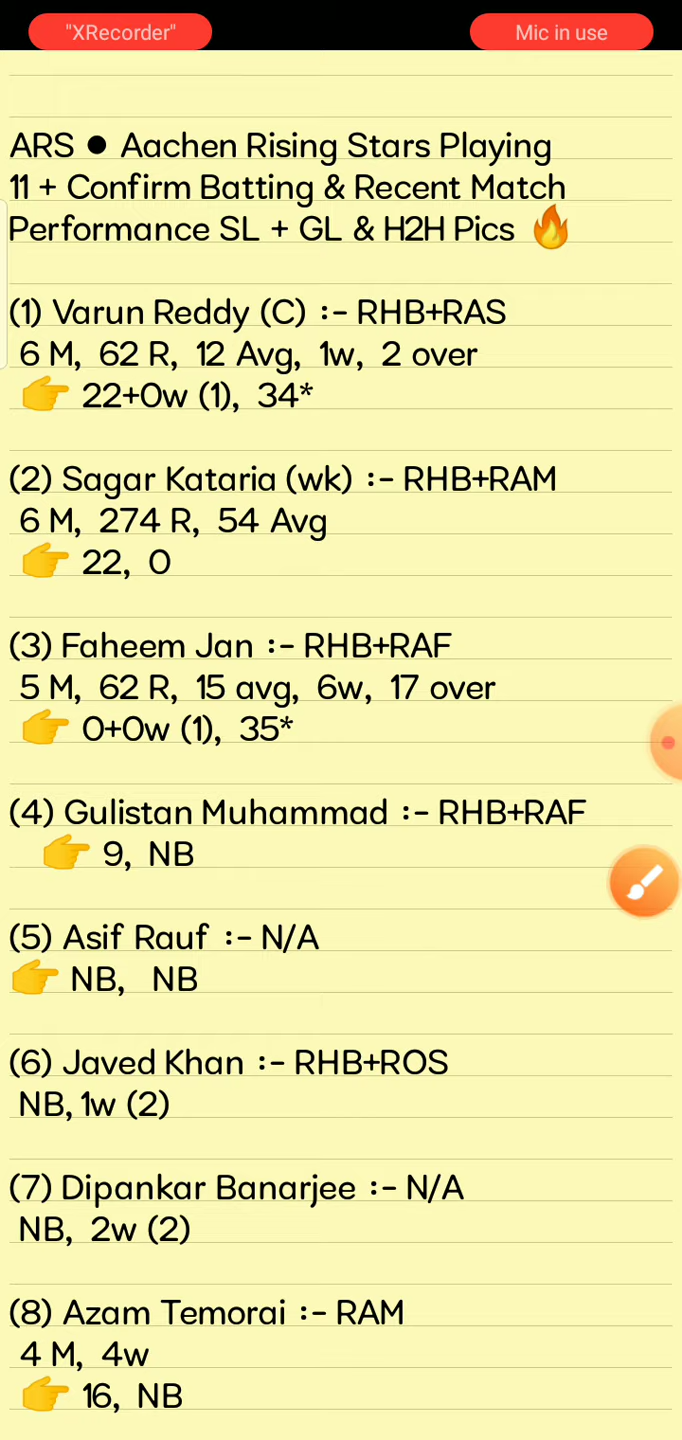 "XRecorder" Mic in use
ARS ● Aachen Rising Stars Playing
11 + Confirm Batting & Recent Match
Performance SL + GL & H2H Pics 🔥
(1) Varun Reddy (C) :- RHB+RAS
6 M, 62 R, 12 Avg, 1w, 2 over
👉 22+0w (1), 34*
(2) Sagar Kataria (wk) :- RHB+RAM
6 M, 274 R, 54 Avg
👉 22, 0
(3) Faheem Jan :- RHB+RAF
5 M, 62 R, 15 avg, 6w, 17 over
👉 0+0w (1), 35*
(4) Gulistan Muhammad :- RHB+RAF
👉 9, NB
(5) Asif Rauf :- N/A
👉 NB, NB
(6) Javed Khan :- RHB+ROS
NB, 1w (2)
(7) Dipankar Banarjee :- N/A
NB, 2w (2)
(8) Azam Temorai :- RAM
4 M, 4w
👉 16, NB